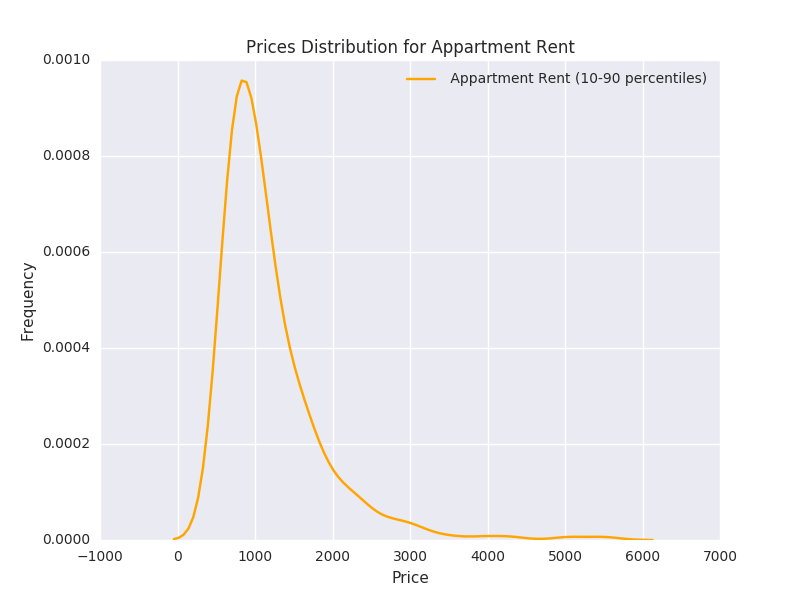 Prices Distribution for Appartment Rent
Appartment Rent (10-90 percentiles)
0.0010
0.0008
0.0006
0.0004
0.0002
0.0000
Frequency
−1000 0 1000 2000 3000 4000 5000 6000 7000
Price